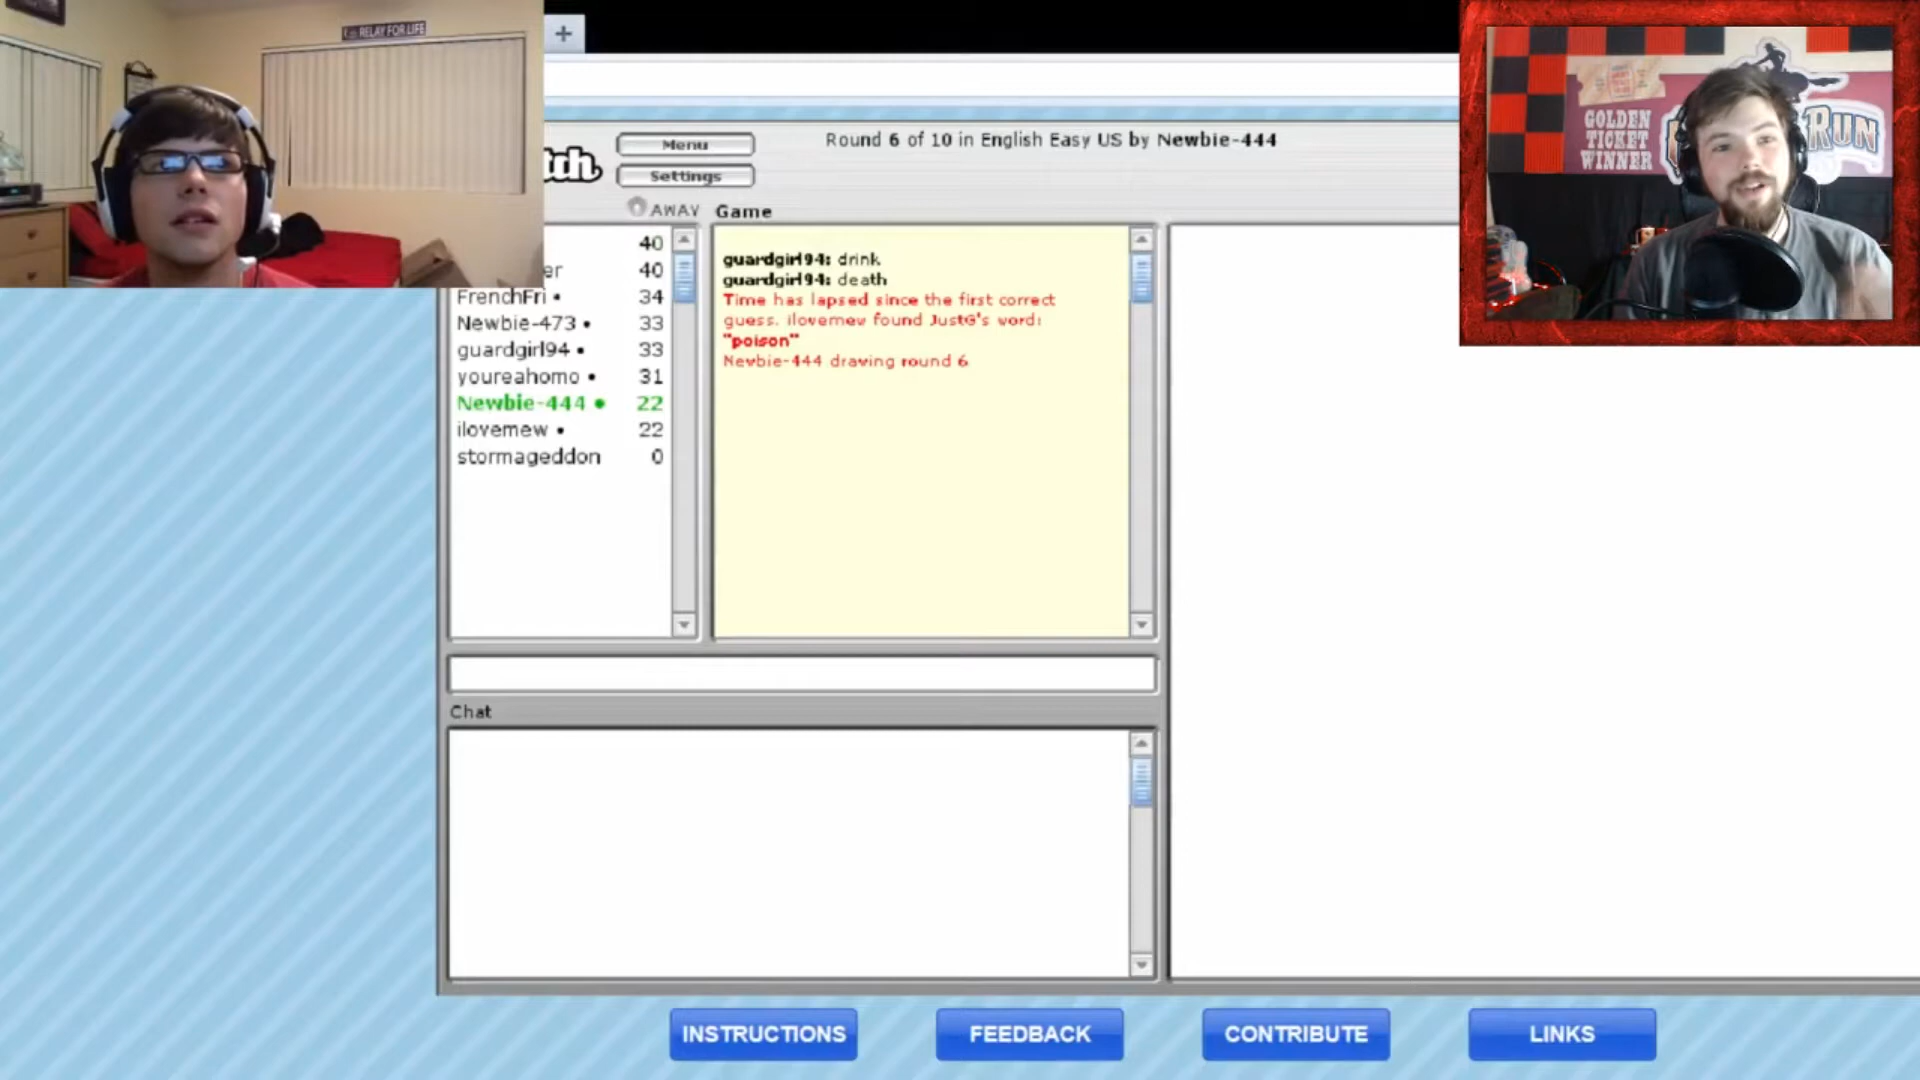 RELAY FOR LIFE
GOLDEN
TICKET
WINNER
RUN
Menu
Settings
Round 6 of 10 in English Easy US by Newbie-444
AWAY
Game
40
er 40
FrenchFri • 34
Newbie-473 • 33
guardgirl94 • 33
youreahomo • 31
Newbie-444 • 22
ilovemew • 22
stormageddon 0
guardgirl94: drink
guardgirl94: death
Time has lapsed since the first correct
guess. ilovemew found JustG's word:
"poison"
Newbie-444 drawing round 6
Chat
INSTRUCTIONS
FEEDBACK
CONTRIBUTE
LINKS